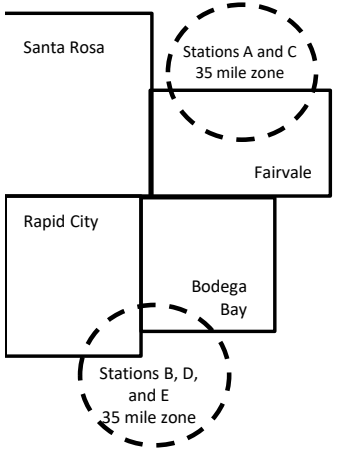 Santa Rosa
Stations A and C
35 mile zone
Fairvale
Rapid City
Bodega
Bay
Stations B, D,
and E
35 mile zone